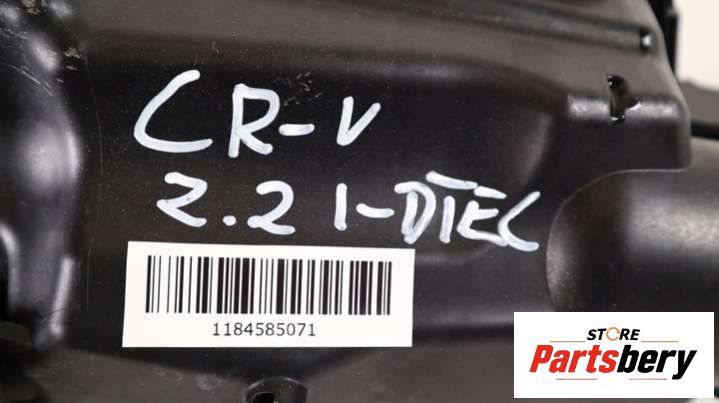 CR-V
2.2 I-DTEC
1184585071
STORE
Partsbery